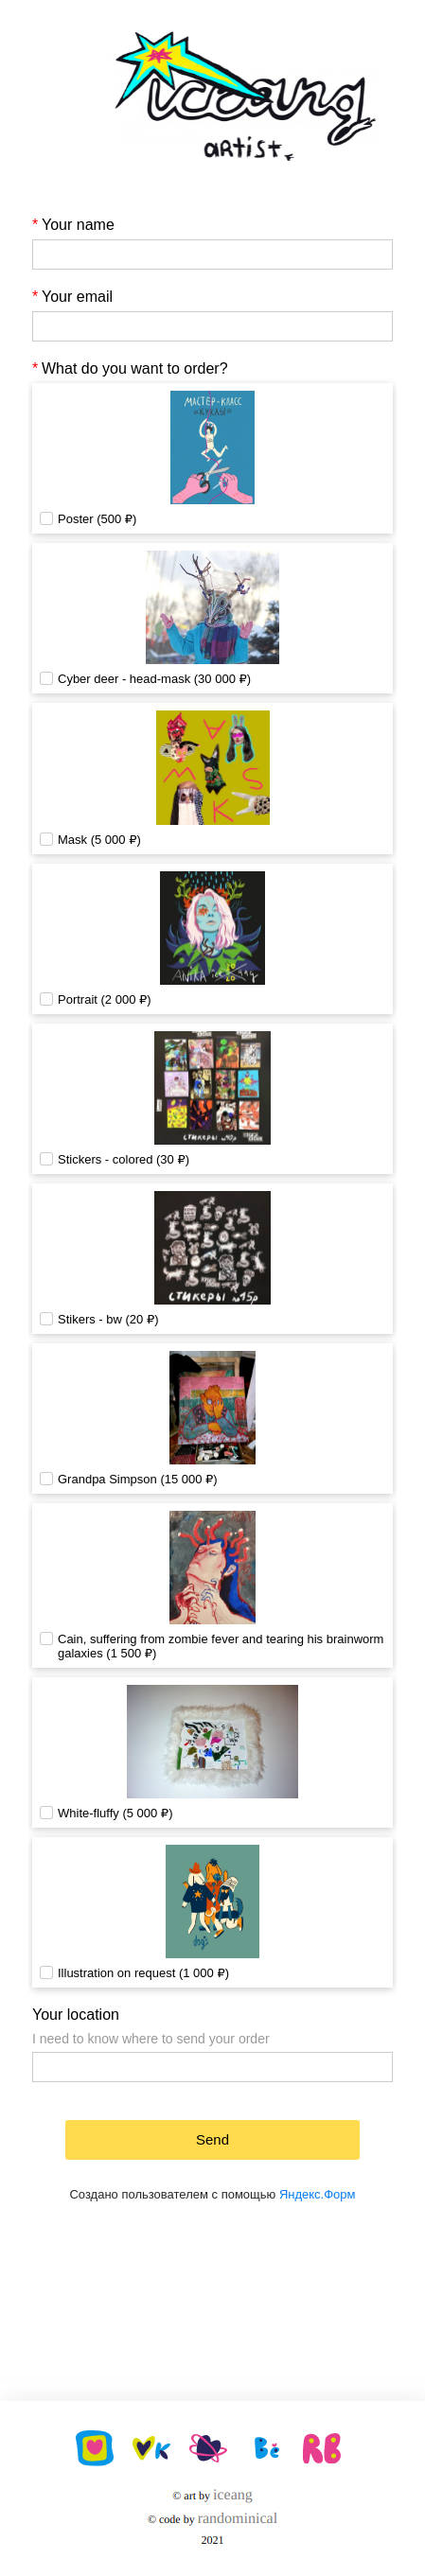 iceang
artist
* Your name
* Your email
* What do you want to order?
МАСТЕР-КЛАСС
«КУКЛЫ»
Poster (500 ₽)
Cyber deer - head-mask (30 000 ₽)
M A S K
Mask (5 000 ₽)
Portrait (2 000 ₽)
Stickers - colored (30 ₽)
СТИКЕРЫ
Stikers - bw (20 ₽)
Grandpa Simpson (15 000 ₽)
Cain, suffering from zombie fever and tearing his brainworm
galaxies (1 500 ₽)
White-fluffy (5 000 ₽)
Illustration on request (1 000 ₽)
Your location
I need to know where to send your order
Send
Создано пользователем с помощью Яндекс.Форм
VK Bē RB
© art by iceang
© code by randominical
2021